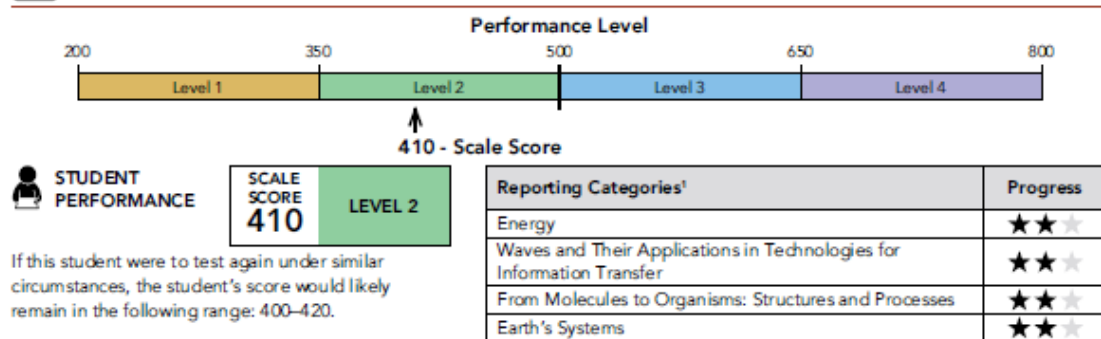 Performance Level
200 350 500 650 800
Level 1 Level 2 Level 3 Level 4
410 - Scale Score
STUDENT
PERFORMANCE
SCALE
SCORE
410
LEVEL 2
If this student were to test again under similar
circumstances, the student's score would likely
remain in the following range: 400–420.
Reporting Categories¹ Progress
Energy
Waves and Their Applications in Technologies for
Information Transfer
From Molecules to Organisms: Structures and Processes
Earth's Systems